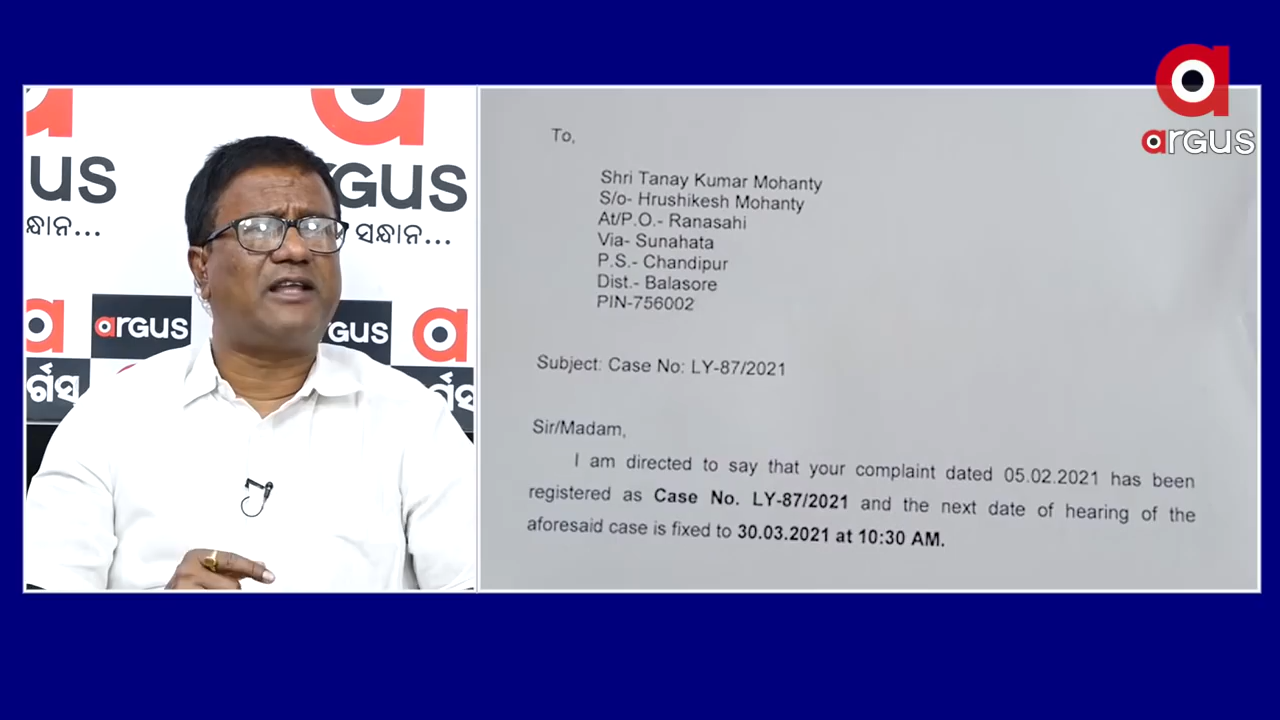 argus
ARGUS
ସନ୍ଧାନ...
argus
To,
Shri Tanay Kumar Mohanty
S/o- Hrushikesh Mohanty
At/P.O.- Ranasahi
Via- Sunahata
P.S.- Chandipur
Dist.- Balasore
PIN-756002
Subject: Case No: LY-87/2021
Sir/Madam,
I am directed to say that your complaint dated 05.02.2021 has been
registered as Case No. LY-87/2021 and the next date of hearing of the
aforesaid case is fixed to 30.03.2021 at 10:30 AM.